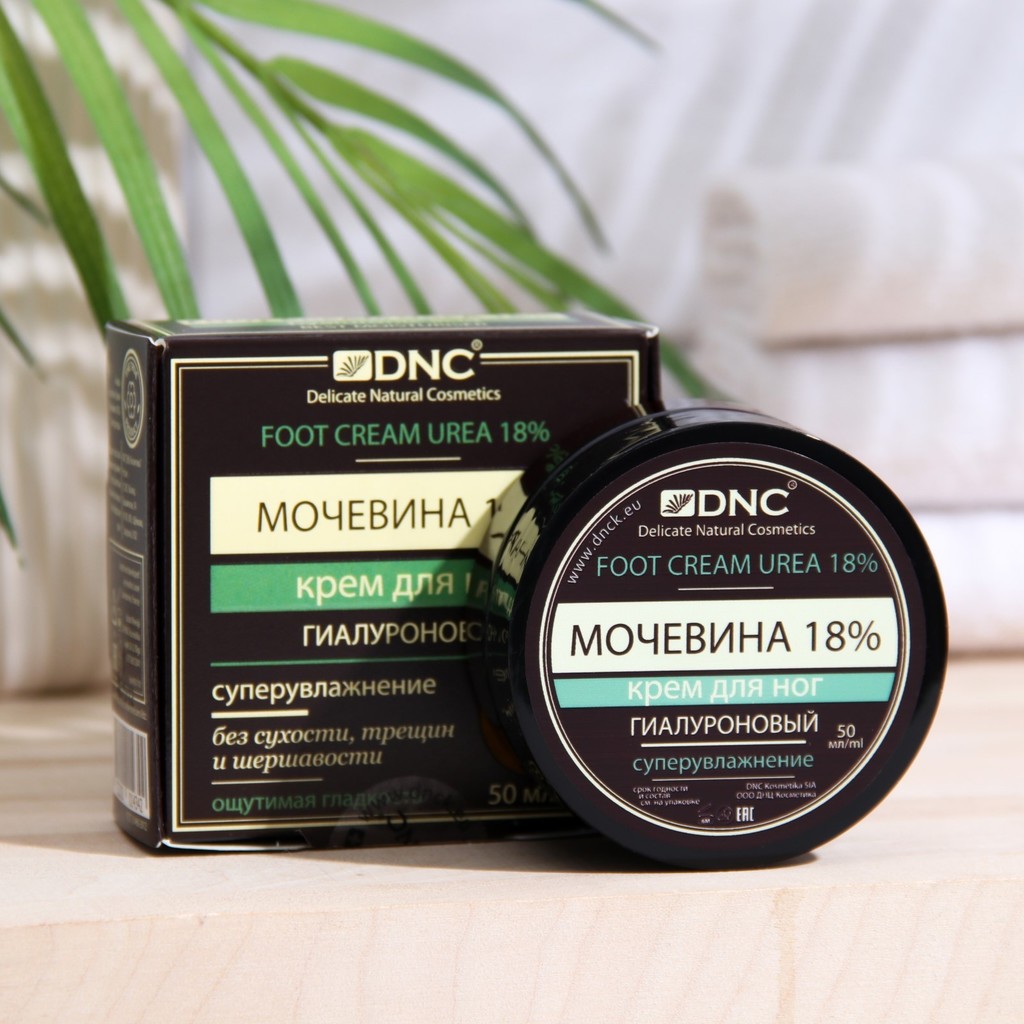 DNC®
Delicate Natural Cosmetics
FOOT CREAM UREA 18%
МОЧЕВИНА
крем для
ГИАЛУРОНОВ
суперувлажнение
без сухости, трещин
и шершавости
ощутимая
50 мл
www.dnck.eu
DNC®
Delicate Natural Cosmetics
FOOT CREAM UREA 18%
МОЧЕВИНА 18%
крем для ног
ГИАЛУРОНОВЫЙ
50
мл/ml
суперувлажнение
срок годности
и состав
см. на упаковке
DNC Kosmetika SIA
ООО ДНЦ Косметика
EAC